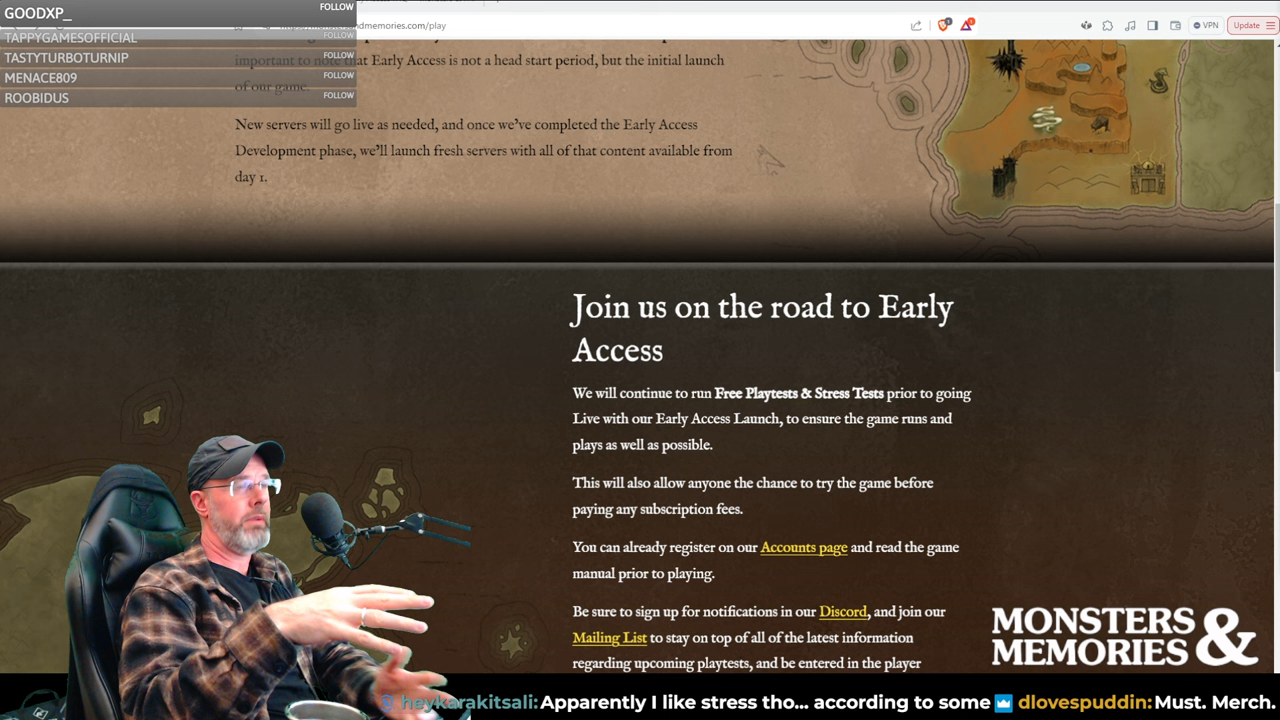 GOODXP_ FOLLOW
TAPPYGAMESOFFICIAL FOLLOW
TASTYTURBOTURNIP FOLLOW
MENACE809 FOLLOW
ROOBIDUS FOLLOW
andmemories.com/play
VPN
Update
important to note that Early Access is not a head start period, but the initial launch
of our game.
New servers will go live as needed, and once we've completed the Early Access
Development phase, we'll launch fresh servers with all of that content available from
day 1.
Join us on the road to Early
Access
We will continue to run Free Playtests & Stress Tests prior to going
Live with our Early Access Launch, to ensure the game runs and
plays as well as possible.
This will also allow anyone the chance to try the game before
paying any subscription fees.
You can already register on our Accounts page and read the game
manual prior to playing.
Be sure to sign up for notifications in our Discord, and join our
Mailing List to stay on top of all of the latest information
regarding upcoming playtests, and be entered in the player
MONSTERS &
MEMORIES
heykarakitsali: Apparently I like stress tho... according to some dlovespuddin: Must. Merch.